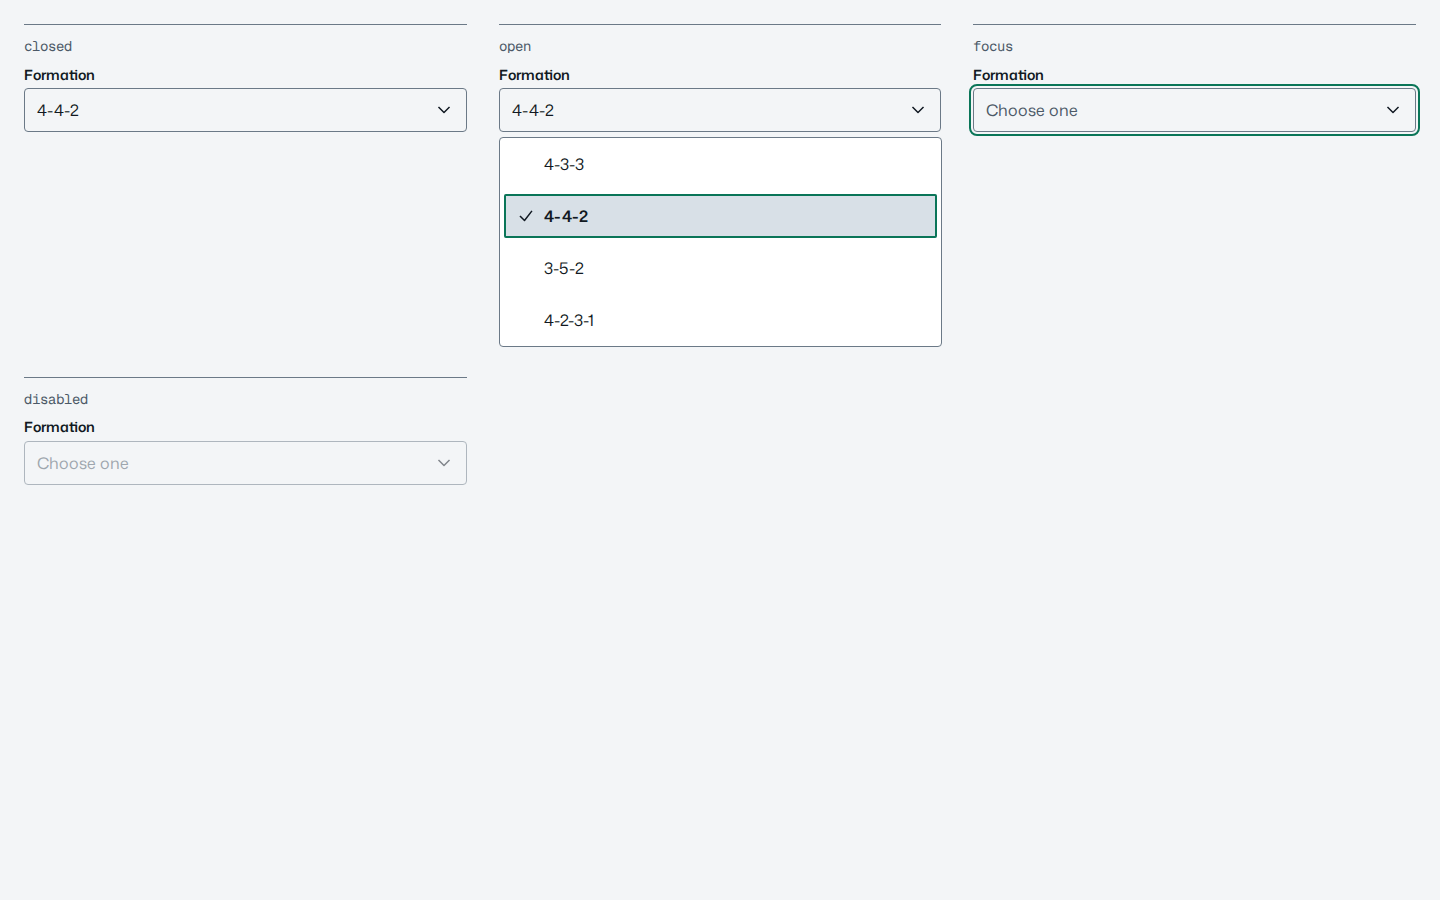 closed
Formation
4-4-2
open
Formation
4-4-2
4-3-3
4-4-2
3-5-2
4-2-3-1
focus
Formation
Choose one
disabled
Formation
Choose one